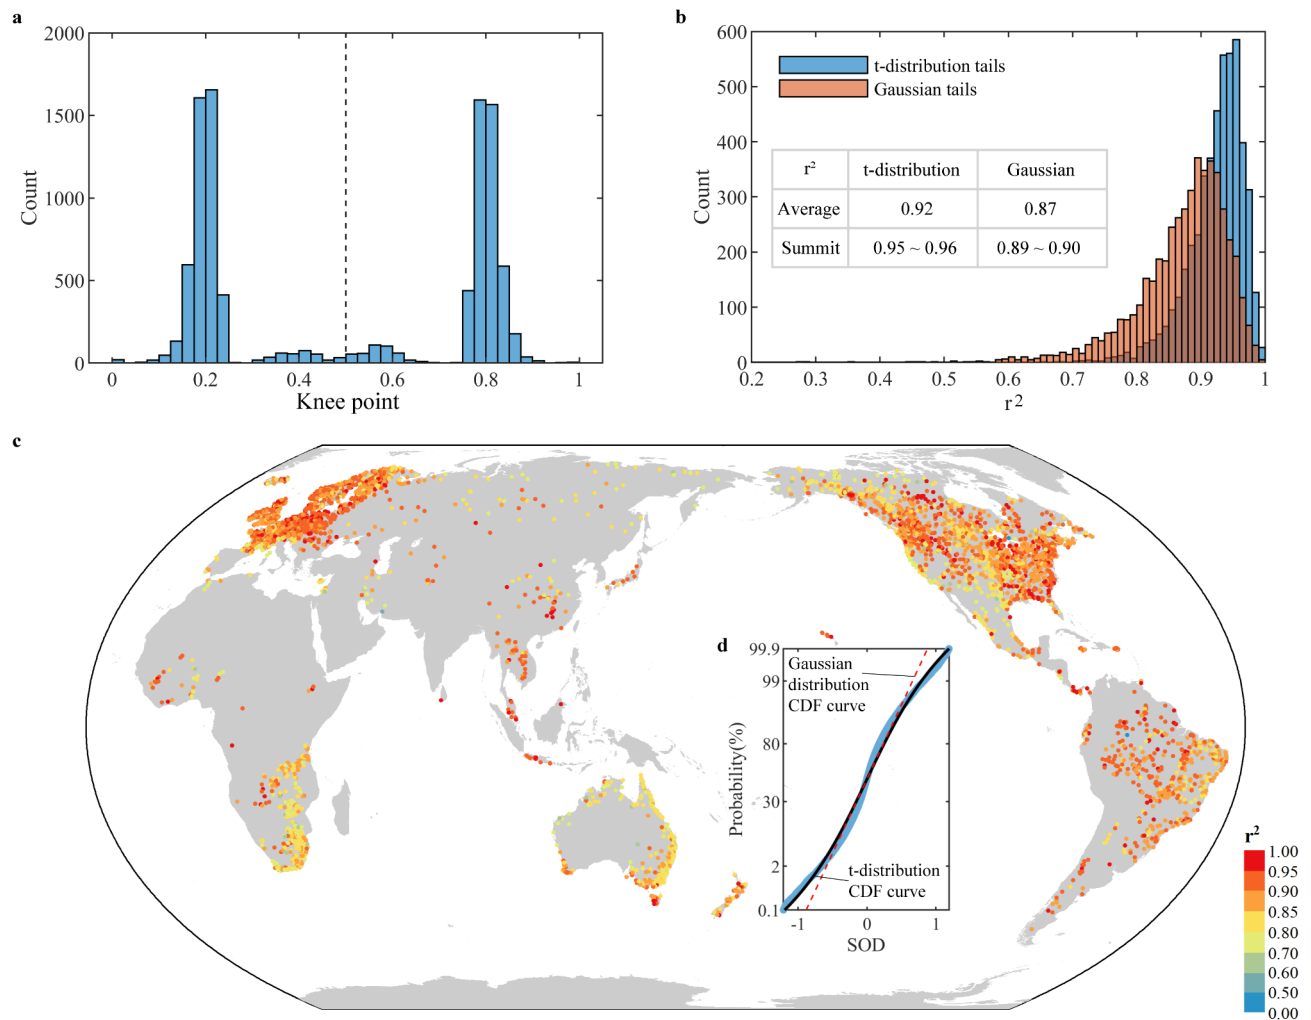 a
2000
1500
1000
500
0
Count
0 0.2 0.4 0.6 0.8 1
Knee point
b
600
500
400
300
200
100
0
Count
t-distribution tails
Gaussian tails
r² t-distribution Gaussian
Average 0.92 0.87
Summit 0.95 ~ 0.96 0.89 ~ 0.90
0.2 0.3 0.4 0.5 0.6 0.7 0.8 0.9 1
r²
c
d
99.9
99
80
30
2
0.1
Probability(%)
Gaussian
distribution
CDF curve
t-distribution
CDF curve
-1 0 1
SOD
r²
1.00
0.95
0.90
0.85
0.80
0.70
0.60
0.50
0.00